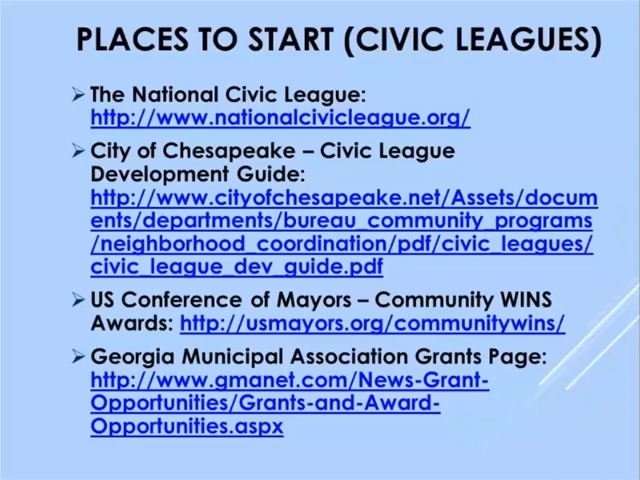 PLACES TO START (CIVIC LEAGUES)
The National Civic League:
http://www.nationalcivicleague.org/
City of Chesapeake – Civic League
Development Guide:
http://www.cityofchesapeake.net/Assets/docum
ents/departments/bureau_community_programs
/neighborhood_coordination/pdf/civic_leagues/
civic_league_dev_guide.pdf
US Conference of Mayors – Community WINS
Awards: http://usmayors.org/communitywins/
Georgia Municipal Association Grants Page:
http://www.gmanet.com/News-Grant-
Opportunities/Grants-and-Award-
Opportunities.aspx